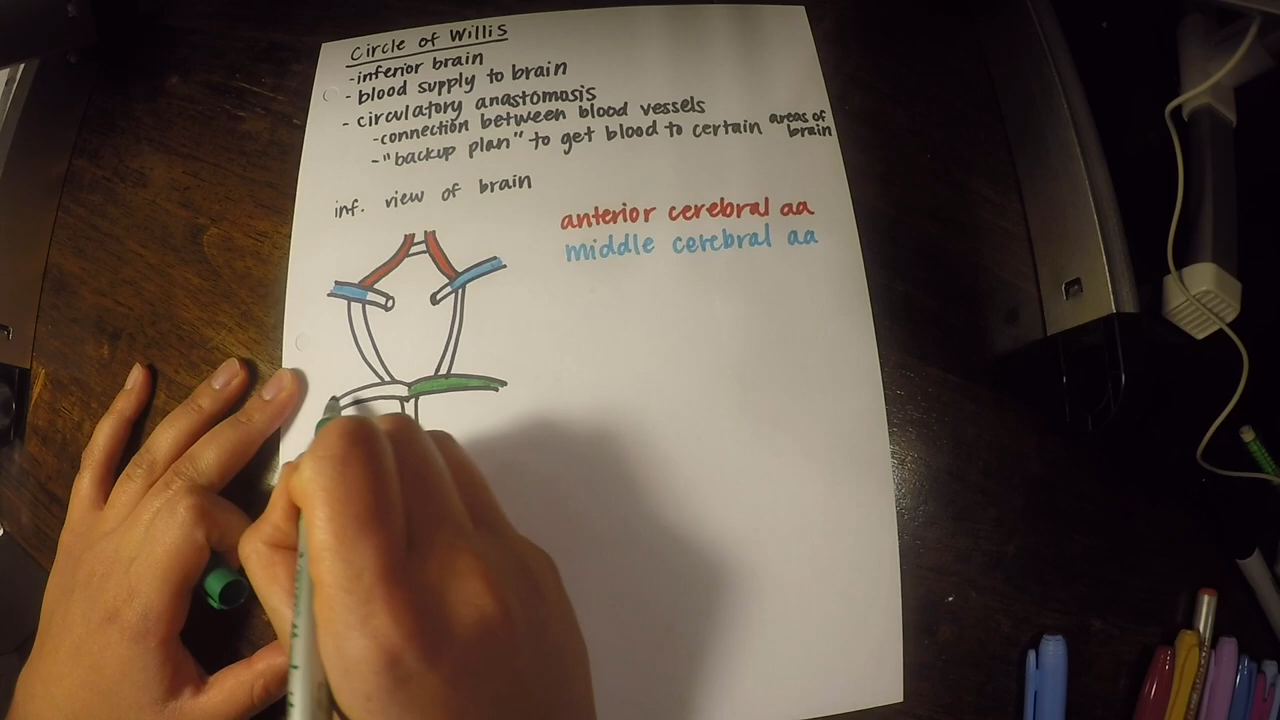 Circle of Willis
-inferior brain
- blood supply to brain
- circulatory anastomosis
-connection between blood vessels
-"backup plan" to get blood to certain areas of brain
inf. view of brain
anterior cerebral aa
middle cerebral aa